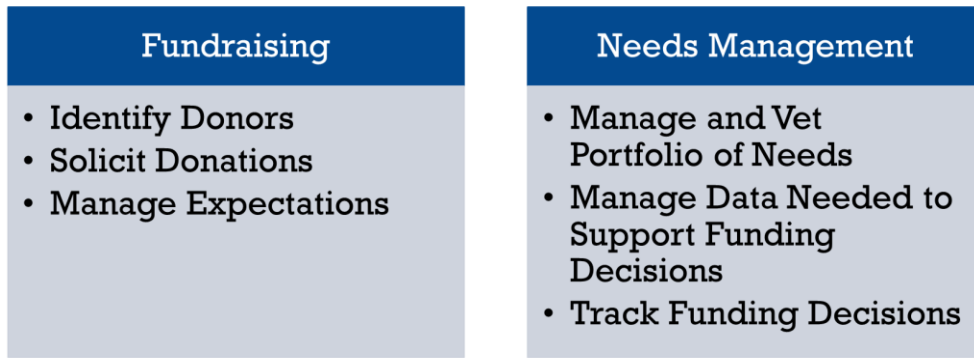 Fundraising
• Identify Donors
• Solicit Donations
• Manage Expectations
Needs Management
• Manage and Vet
Portfolio of Needs
• Manage Data Needed to
Support Funding
Decisions
• Track Funding Decisions